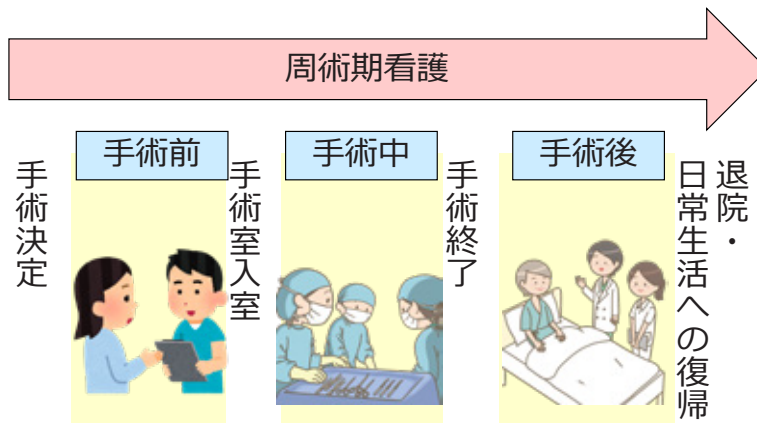 周術期看護
手術決定
手術前
手術室入室
手術中
手術終了
手術後
退院・
日常生活への復帰